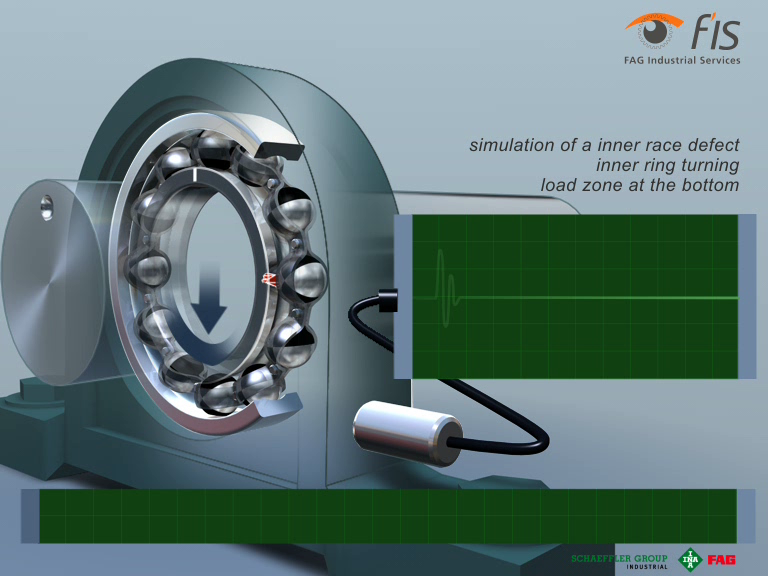 fis
FAG Industrial Services
simulation of a inner race defect
inner ring turning
load zone at the bottom
SCHAEFFLER GROUP
INDUSTRIAL
INA
FAG